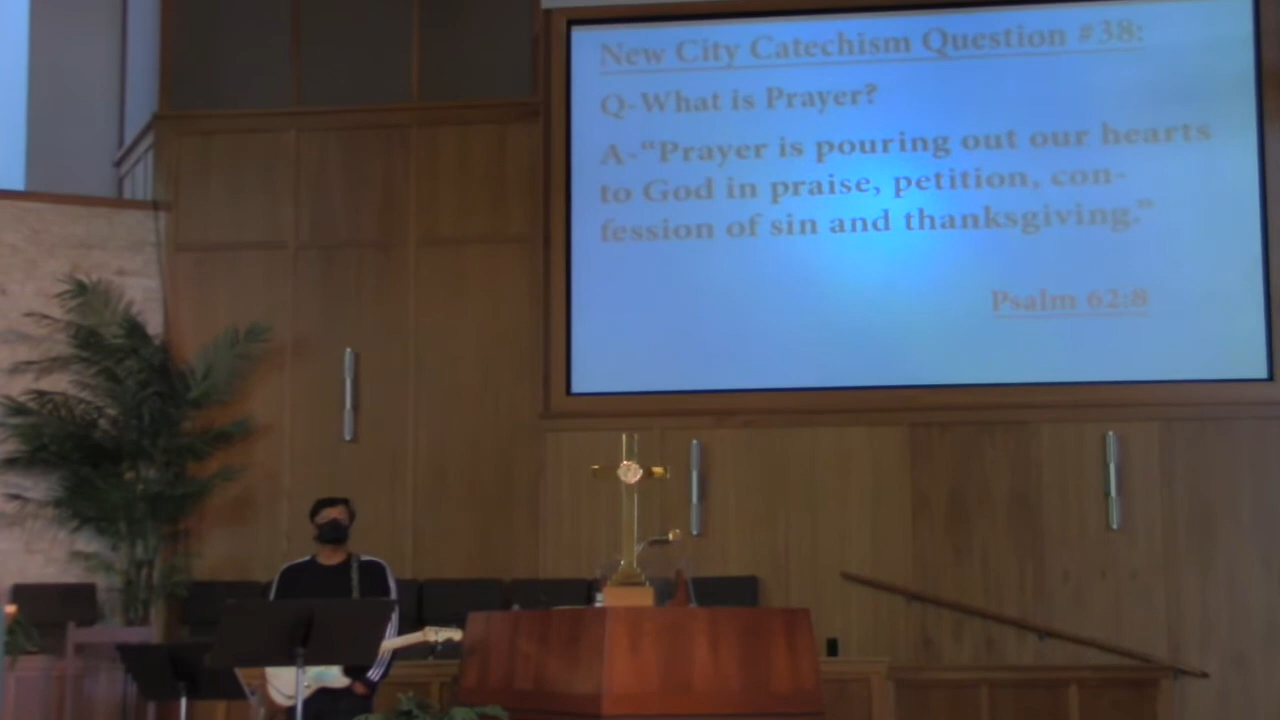 New City Catechism Question #38:
Q-What is Prayer?
A-“Prayer is pouring out our hearts
to God in praise, petition, con-
fession of sin and thanksgiving.”
Psalm 62:8